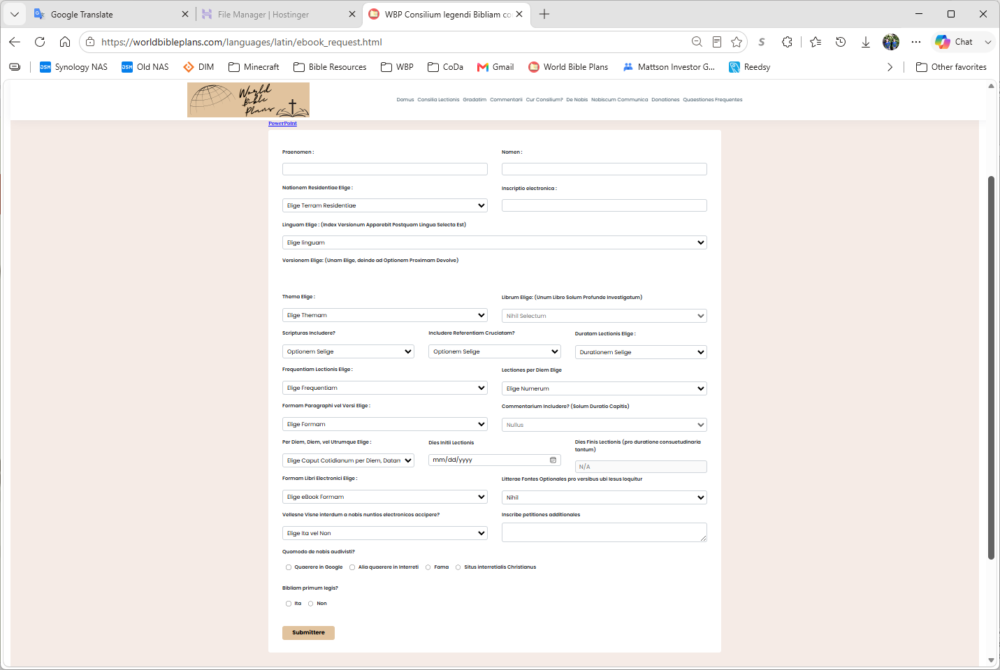 Google Translate
File Manager | Hostinger
WBP Consilium legendi Bibliam co
https://worldbibleplans.com/languages/latin/ebook_request.html
Chat
Synology NAS
Old NAS
DIM
Minecraft
Bible Resources
WBP
CoDa
Gmail
World Bible Plans
Mattson Investor G...
Reedsy
Other favorites
World
Bible
Plans
Domus Consilia Lectionis Gradatim Commentarii Cur Consilium? De Nobis Nobiscum Communica Donationes Quaestiones Frequentes
PowerPoint
Praenomen :
Nomen :
Nationem Residentiae Elige :
Inscriptio electronica :
Elige Terram Residentiae
Linguam Elige : (Index Versionum Apparebit Postquam Lingua Selecta Est)
Elige linguam
Versionem Elige: (Unam Elige, deinde ad Optionem Proximam Devolve)
Thema Elige :
Librum Elige: (Unum Libro Solum Profunde Investigatum)
Elige Themam
Nihil Selectum
Scripturas Includere?
Includere Referentiam Cruciatam?
Duratam Lectionis Elige :
Optionem Selige
Optionem Selige
Durationem Selige
Frequentiam Lectionis Elige :
Lectiones per Diem Elige
Elige Frequentiam
Elige Numerum
Formam Paragraphi vel Versi Elige :
Commentarium Includere? (Solum Duratio Capitis)
Elige Formam
Nullus
Per Diem, Diem, vel Utrumque Elige :
Dies Initii Lectionis
Dies Finis Lectionis (pro duratione consuetudinaria
tantum)
Elige Caput Cotidianum per Diem, Datam
mm/dd/yyyy
N/A
Formam Libri Electronici Elige :
Litterae Fontes Optionales pro versibus ubi Iesus loquitur
Elige eBook Formam
Nihil
Vellesne Visne interdum a nobis nuntios electronicos accipere?
Inscribe petitiones additionales
Elige Ita vel Non
Quomodo de nobis audivisti?
Quaerere in Google
Alia quaerere in Interreti
Fama
Situs interretialis Christianus
Bibliam primum legis?
Ita
Non
Submittere